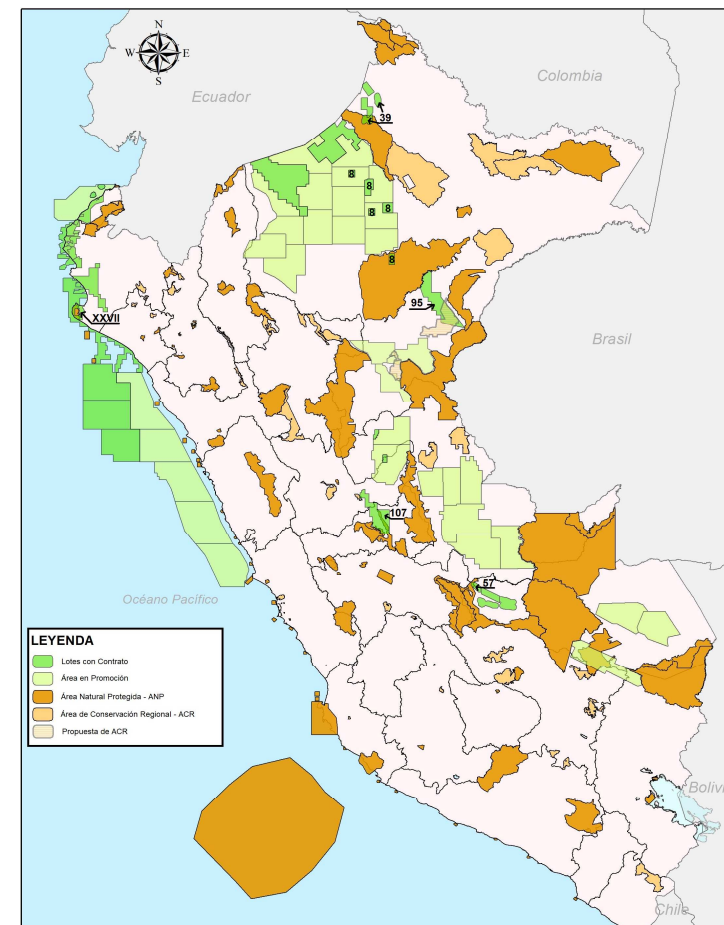 N
W
E
S
Ecuador
Colombia
39
8
8
8
8
8
95
XXVII
Brasil
107
57
Océano Pacífico
LEYENDA
Lotes con Contrato
Área en Promoción
Área Natural Protegida - ANP
Área de Conservación Regional - ACR
Propuesta de ACR
Bolivi
Chile